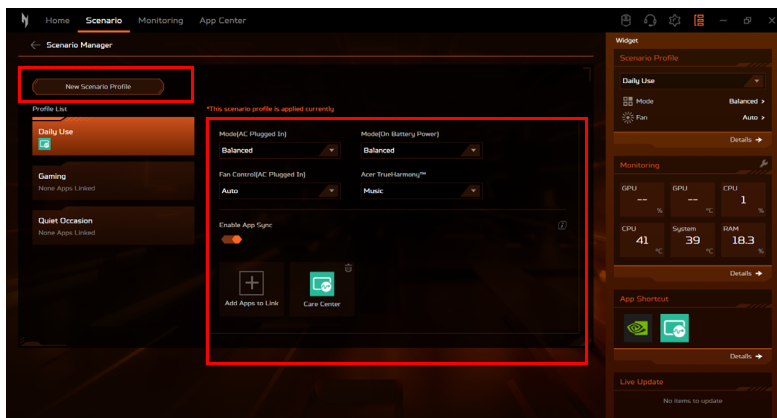 Home Scenario Monitoring App Center
Scenario Manager
New Scenario Profile
Profile List
Daily Use
Gaming
None Apps Linked
Quiet Occasion
None Apps Linked
*This scenario profile is applied currently
Mode(AC Plugged In) Mode(On Battery Power)
Balanced Balanced
Fan Control(AC Plugged In) Acer TrueHarmony™
Auto Music
Enable App Sync
Add Apps to Link Care Center
Widget
Scenario Profile
Daily Use
Mode Balanced >
Fan Auto >
Details →
Monitoring
GPU GPU CPU
-- -- 1
% °C %
CPU System RAM
41 39 18.3
°C °C %
Details →
App Shortcut
Details →
Live Update
No items to update